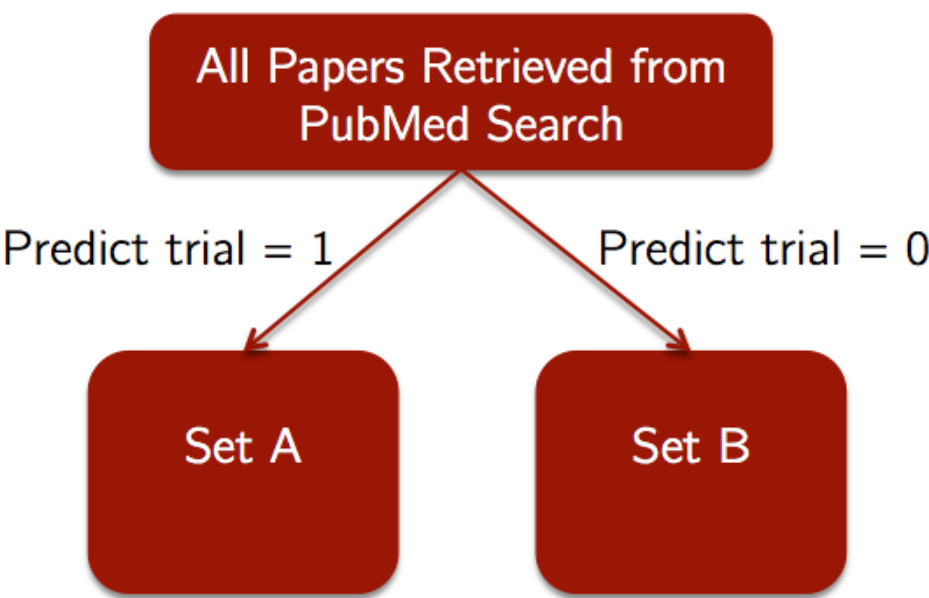 All Papers Retrieved from
PubMed Search
Predict trial = 1
Predict trial = 0
Set A
Set B